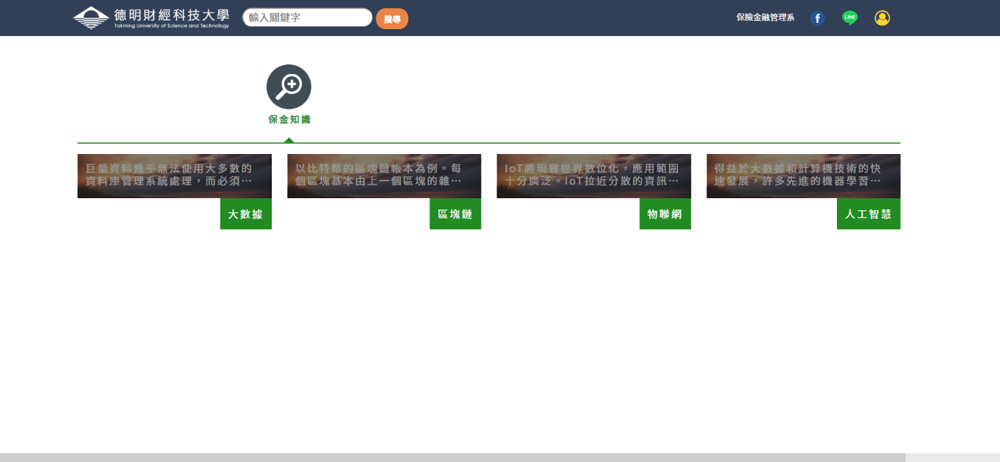 德明財經科技大學
Takming University of Science and Technology
輸入關鍵字
搜尋
保險金融管理系
f
LINE
保金知識
巨量資料幾乎無法使用大多數的
資料庫管理系統處理，而必須…
大數據
以比特幣的區塊鏈帳本為例。每
個區塊基本由上一個區塊的雜…
區塊鏈
IoT將現實世界數位化，應用範圍
十分廣泛。IoT拉近分散的資訊…
物聯網
得益於大數據和計算機技術的快
速發展，許多先進的機器學習…
人工智慧